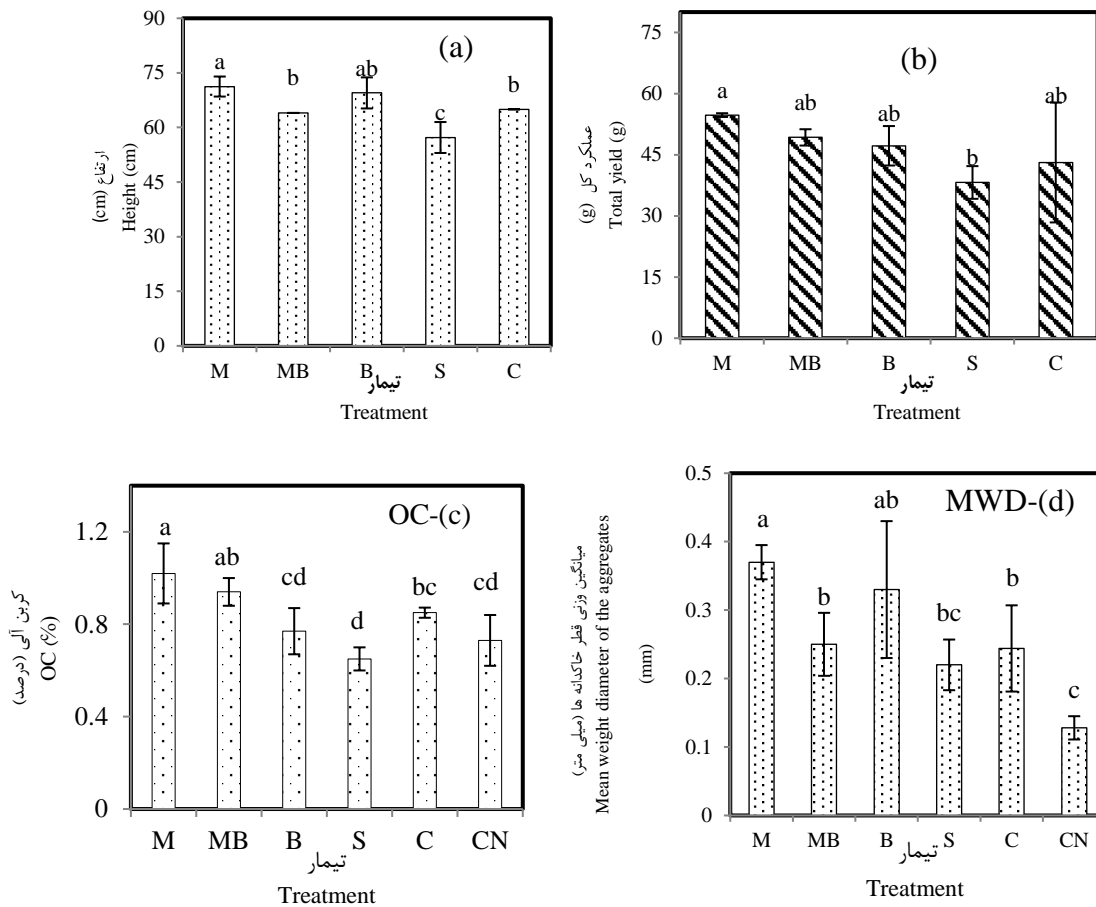 (a)
90
75
60
45
30
15
0
a
b
ab
c
b
ارتفاع (cm)
Height (cm)
M MB B S C
تیمار
Treatment
(b)
75
60
45
30
15
0
a
ab
ab
b
ab
عملکرد کل (g)
Total yield (g)
M MB B S C
تیمار
Treatment
OC-(c)
1.2
0.8
0.4
0
a
ab
cd
d
bc
cd
کربن آلی (درصد)
OC (%)
M MB B S C CN
تیمار
Treatment
MWD-(d)
0.5
0.4
0.3
0.2
0.1
0
a
b
ab
bc
b
c
میانگین وزنی قطر خاکدانه ها (میلی متر)
Mean weight diameter of the aggregates
(mm)
M MB B S C CN
تیمار
Treatment